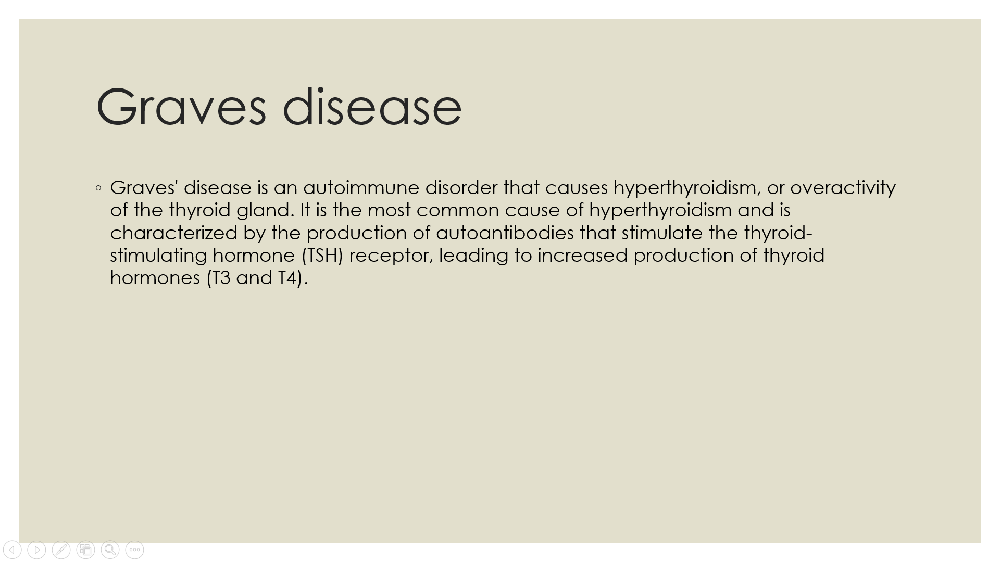 Graves disease
◦ Graves' disease is an autoimmune disorder that causes hyperthyroidism, or overactivity
of the thyroid gland. It is the most common cause of hyperthyroidism and is
characterized by the production of autoantibodies that stimulate the thyroid-
stimulating hormone (TSH) receptor, leading to increased production of thyroid
hormones (T3 and T4).